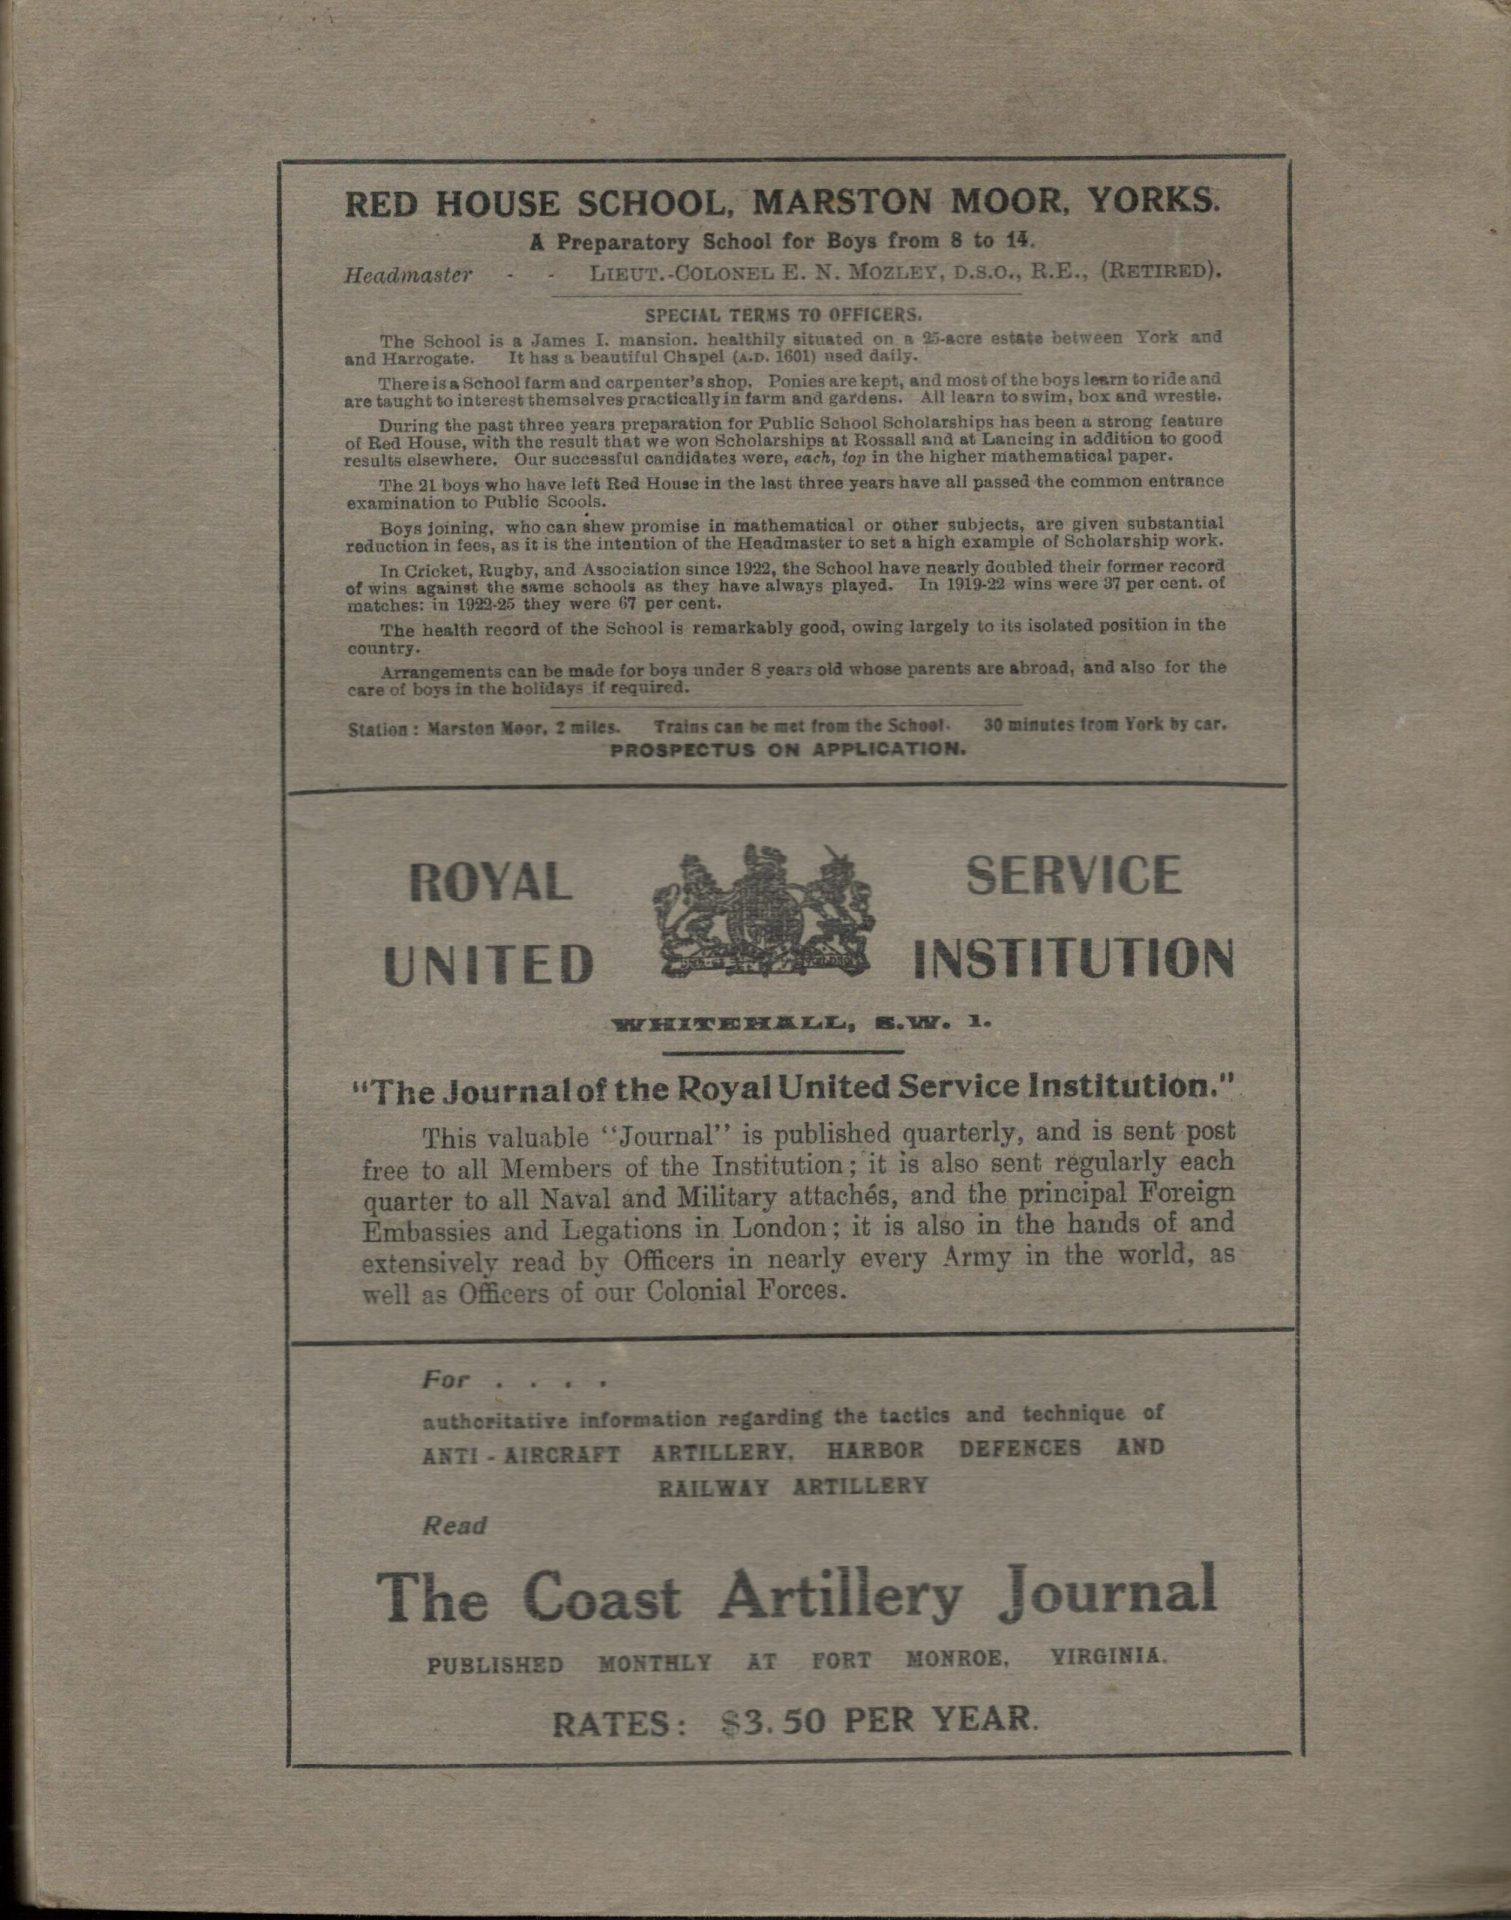 RED HOUSE SCHOOL, MARSTON MOOR, YORKS.
A Preparatory School for Boys from 8 to 14.
Headmaster - - LIEUT.-COLONEL E. N. MOZLEY, D.S.O., R.E., (RETIRED).
SPECIAL TERMS TO OFFICERS.
The School is a James I. mansion. healthily situated on a 25-acre estate between York and
and Harrogate. It has a beautiful Chapel (A.D. 1601) used daily.
There is a School farm and carpenter's shop. Ponies are kept, and most of the boys learn to ride and
are taught to interest themselves practically in farm and gardens. All learn to swim, box and wrestle.
During the past three years preparation for Public School Scholarships has been a strong feature
of Red House, with the result that we won Scholarships at Rossall and at Lancing in addition to good
results elsewhere. Our successful candidates were, each, top in the higher mathematical paper.
The 21 boys who have left Red House in the last three years have all passed the common entrance
examination to Public Scools.
Boys joining, who can shew promise in mathematical or other subjects, are given substantial
reduction in fees, as it is the intention of the Headmaster to set a high example of Scholarship work.
In Cricket, Rugby, and Association since 1922, the School have nearly doubled their former record
of wins against the same schools as they have always played. In 1919-22 wins were 37 per cent. of
matches: in 1922-25 they were 67 per cent.
The health record of the School is remarkably good, owing largely to its isolated position in the
country.
Arrangements can be made for boys under 8 years old whose parents are abroad, and also for the
care of boys in the holidays if required.
Station : Marston Moor, 2 miles. Trains can be met from the School. 30 minutes from York by car.
PROSPECTUS ON APPLICATION.
ROYAL SERVICE
UNITED INSTITUTION
WHITEHALL, S.W. 1.
"The Journal of the Royal United Service Institution."
This valuable "Journal" is published quarterly, and is sent post
free to all Members of the Institution; it is also sent regularly each
quarter to all Naval and Military attachés, and the principal Foreign
Embassies and Legations in London; it is also in the hands of and
extensively read by Officers in nearly every Army in the world, as
well as Officers of our Colonial Forces.
For . . . .
authoritative information regarding the tactics and technique of
ANTI - AIRCRAFT ARTILLERY, HARBOR DEFENCES AND
RAILWAY ARTILLERY
Read
The Coast Artillery Journal
PUBLISHED MONTHLY AT FORT MONROE, VIRGINIA.
RATES: $3.50 PER YEAR.